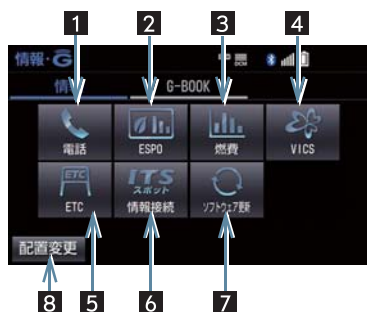 1 2 3 4
情報・G
情報 G-BOOK
電話 ESPO 燃費 VICS
ETC ITS スポット
ETC 情報接続 ソフトウェア更新
配置変更
8 5 6 7